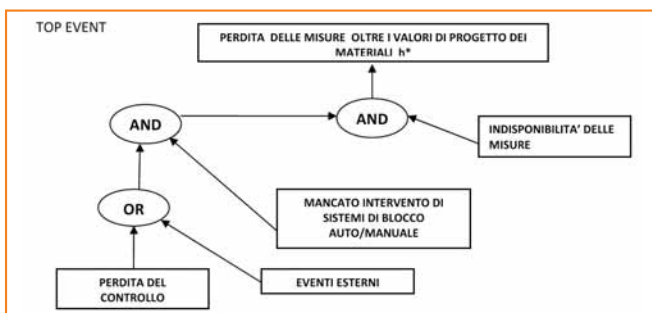 TOP EVENT
PERDITA DELLE MISURE OLTRE I VALORI DI PROGETTO DEI
MATERIALI h*
AND
AND
INDISPONIBILITA' DELLE
MISURE
MANCATO INTERVENTO DI
SISTEMI DI BLOCCO
AUTO/MANUALE
OR
PERDITA DEL
CONTROLLO
EVENTI ESTERNI